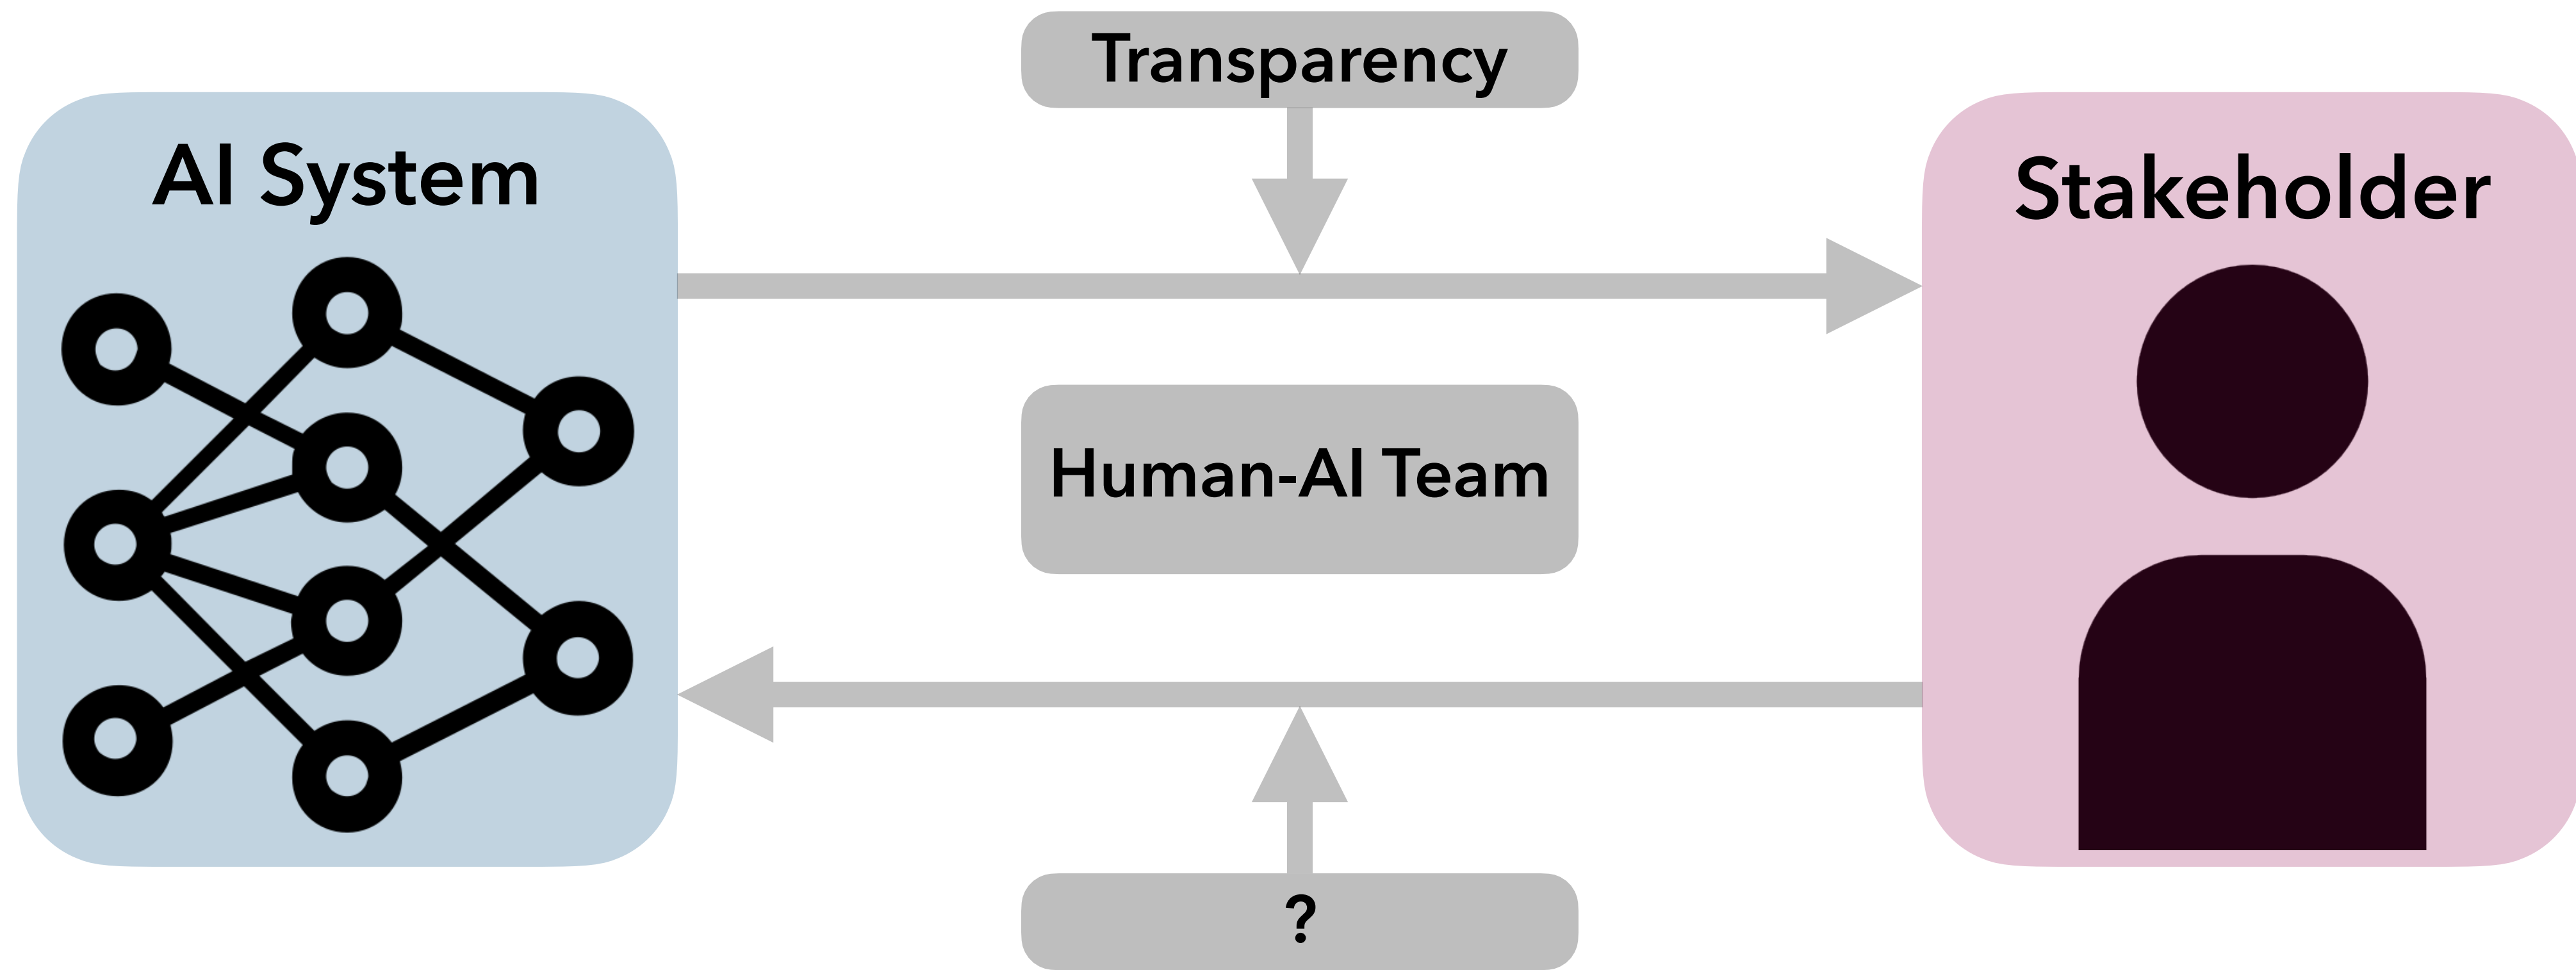 Transparency
AI System
Stakeholder
Human-AI Team
?